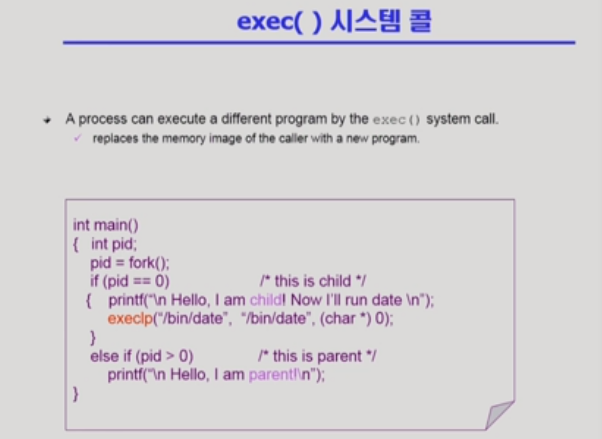 exec( ) 시스템 콜
A process can execute a different program by the exec() system call.
replaces the memory image of the caller with a new program.
int main()
{ int pid;
pid = fork();
if (pid == 0) /* this is child */
{ printf("\n Hello, I am child! Now I'll run date \n");
execlp("/bin/date", "/bin/date", (char *) 0);
}
else if (pid > 0) /* this is parent */
printf("\n Hello, I am parent!\n");
}